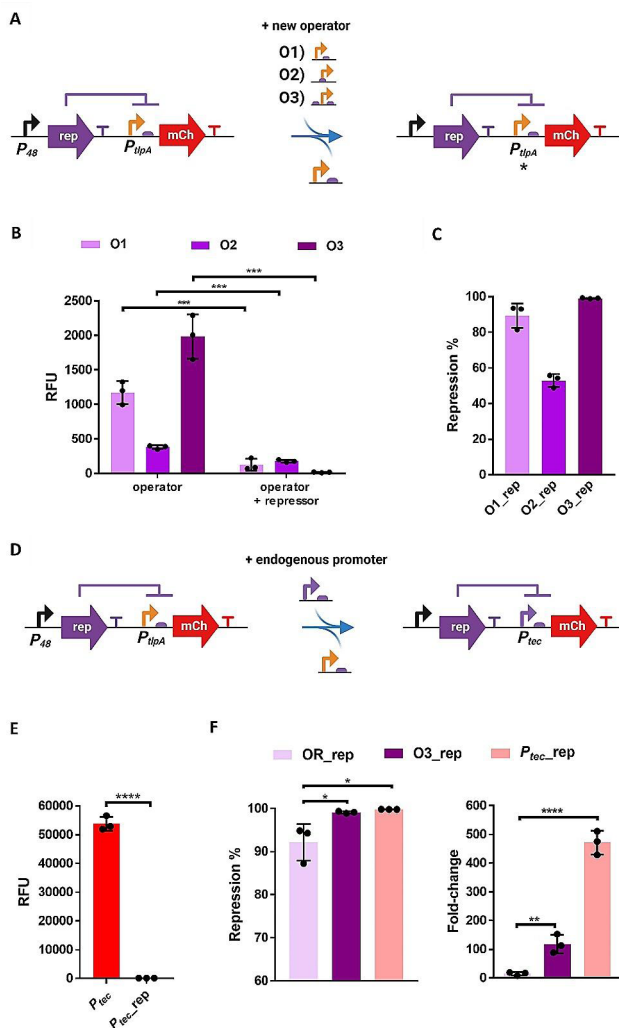 A
+ new operator
O1)
O2)
O3)
rep
mCh
P48
PtlpA
rep
mCh
PtlpA
*
B
O1
O2
O3
C
***
***
***
2500
2000
1500
1000
500
0
RFU
operator
operator
+ repressor
100
80
60
40
20
0
Repression %
O1_rep
O2_rep
O3_rep
D
+ endogenous promoter
rep
mCh
P48
PtlpA
rep
mCh
Ptec
E
****
60000
50000
40000
30000
20000
10000
0
RFU
Ptec
Ptec_rep
F
OR_rep
O3_rep
Ptec_rep
*
*
100
90
80
70
60
Repression %
****
**
600
500
400
300
200
100
0
Fold-change